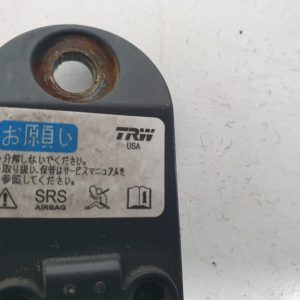 お願い
TRW
USA
・分解しないでください。
・取り扱い、保管はサービスマニュアルを
参照してください。
SRS
AIRBAG